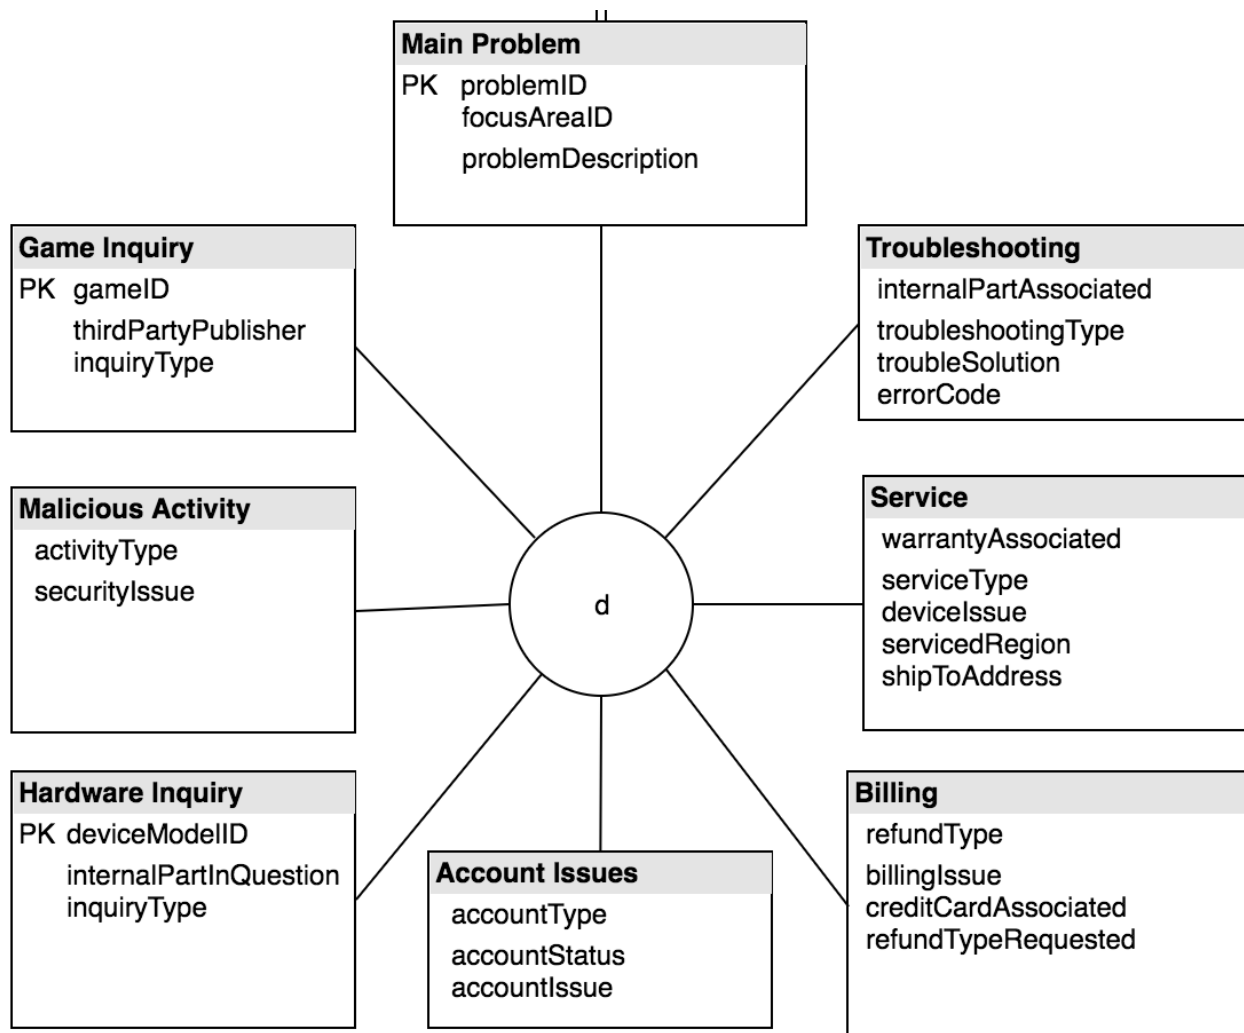 Main Problem
PK problemID
focusAreaID
problemDescription
Game Inquiry
PK gameID
thirdPartyPublisher
inquiryType
Troubleshooting
internalPartAssociated
troubleshootingType
troubleSolution
errorCode
Malicious Activity
activityType
securityIssue
d
Service
warrantyAssociated
serviceType
deviceIssue
servicedRegion
shipToAddress
Hardware Inquiry
PK deviceModelID
internalPartInQuestion
inquiryType
Account Issues
accountType
accountStatus
accountIssue
Billing
refundType
billingIssue
creditCardAssociated
refundTypeRequested